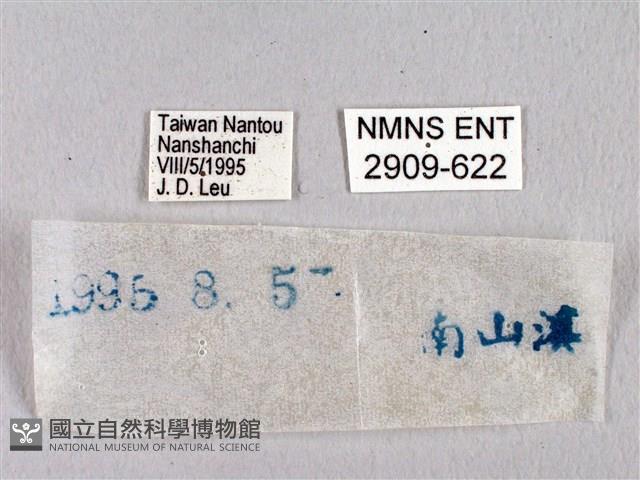 Taiwan Nantou
Nanshanchi
VIII/5/1995
J. D. Leu
NMNS ENT
2909-622
1995 8. 5
南山溪
國立自然科學博物館
NATIONAL MUSEUM OF NATURAL SCIENCE